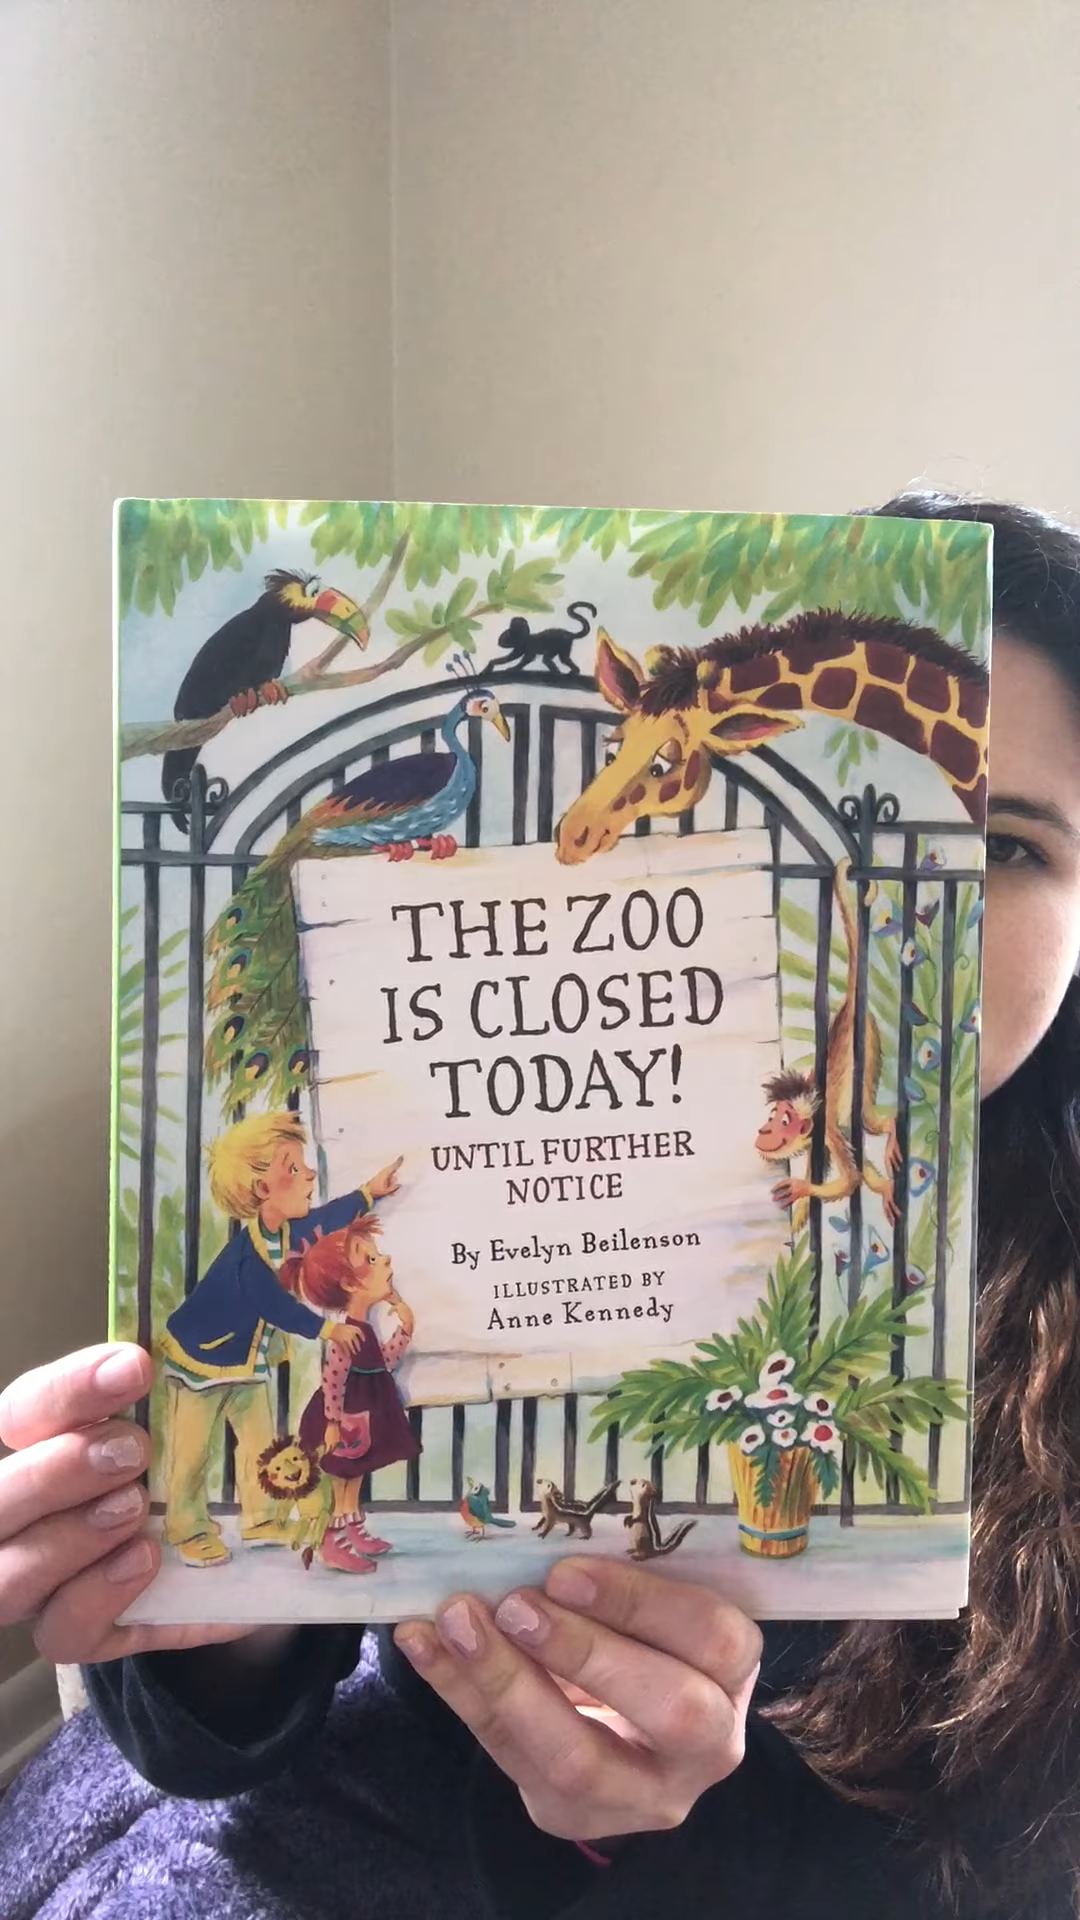 THE ZOO
IS CLOSED
TODAY!
UNTIL FURTHER
NOTICE
By Evelyn Beilenson
ILLUSTRATED BY
Anne Kennedy